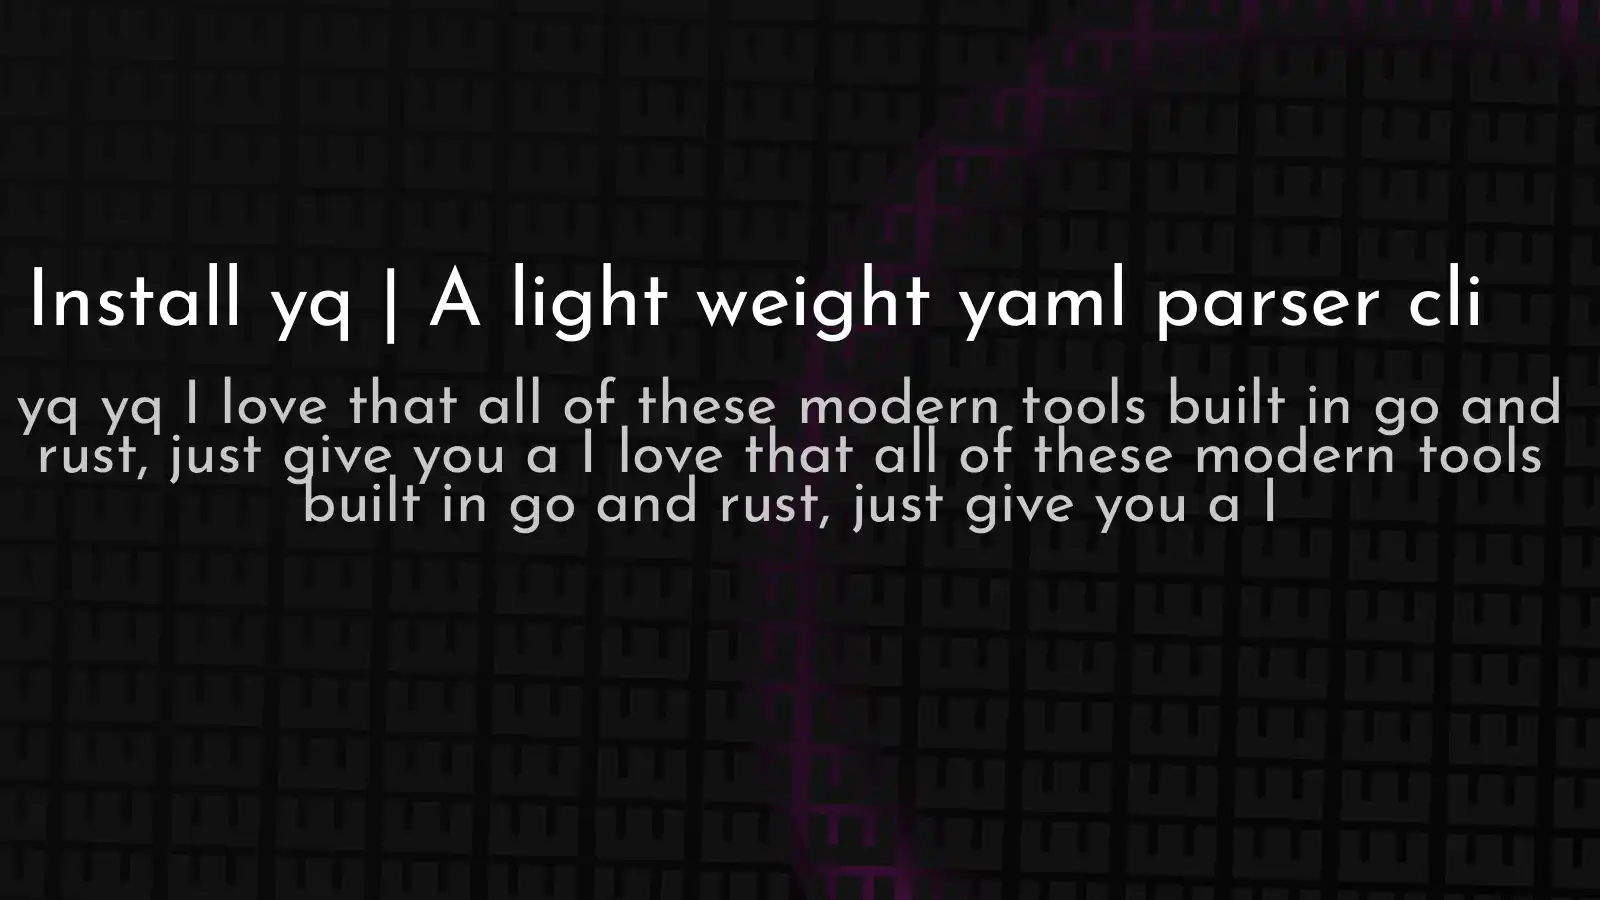 Install yq | A light weight yaml parser cli
yq yq I love that all of these modern tools built in go and
rust, just give you a I love that all of these modern tools
built in go and rust, just give you a I